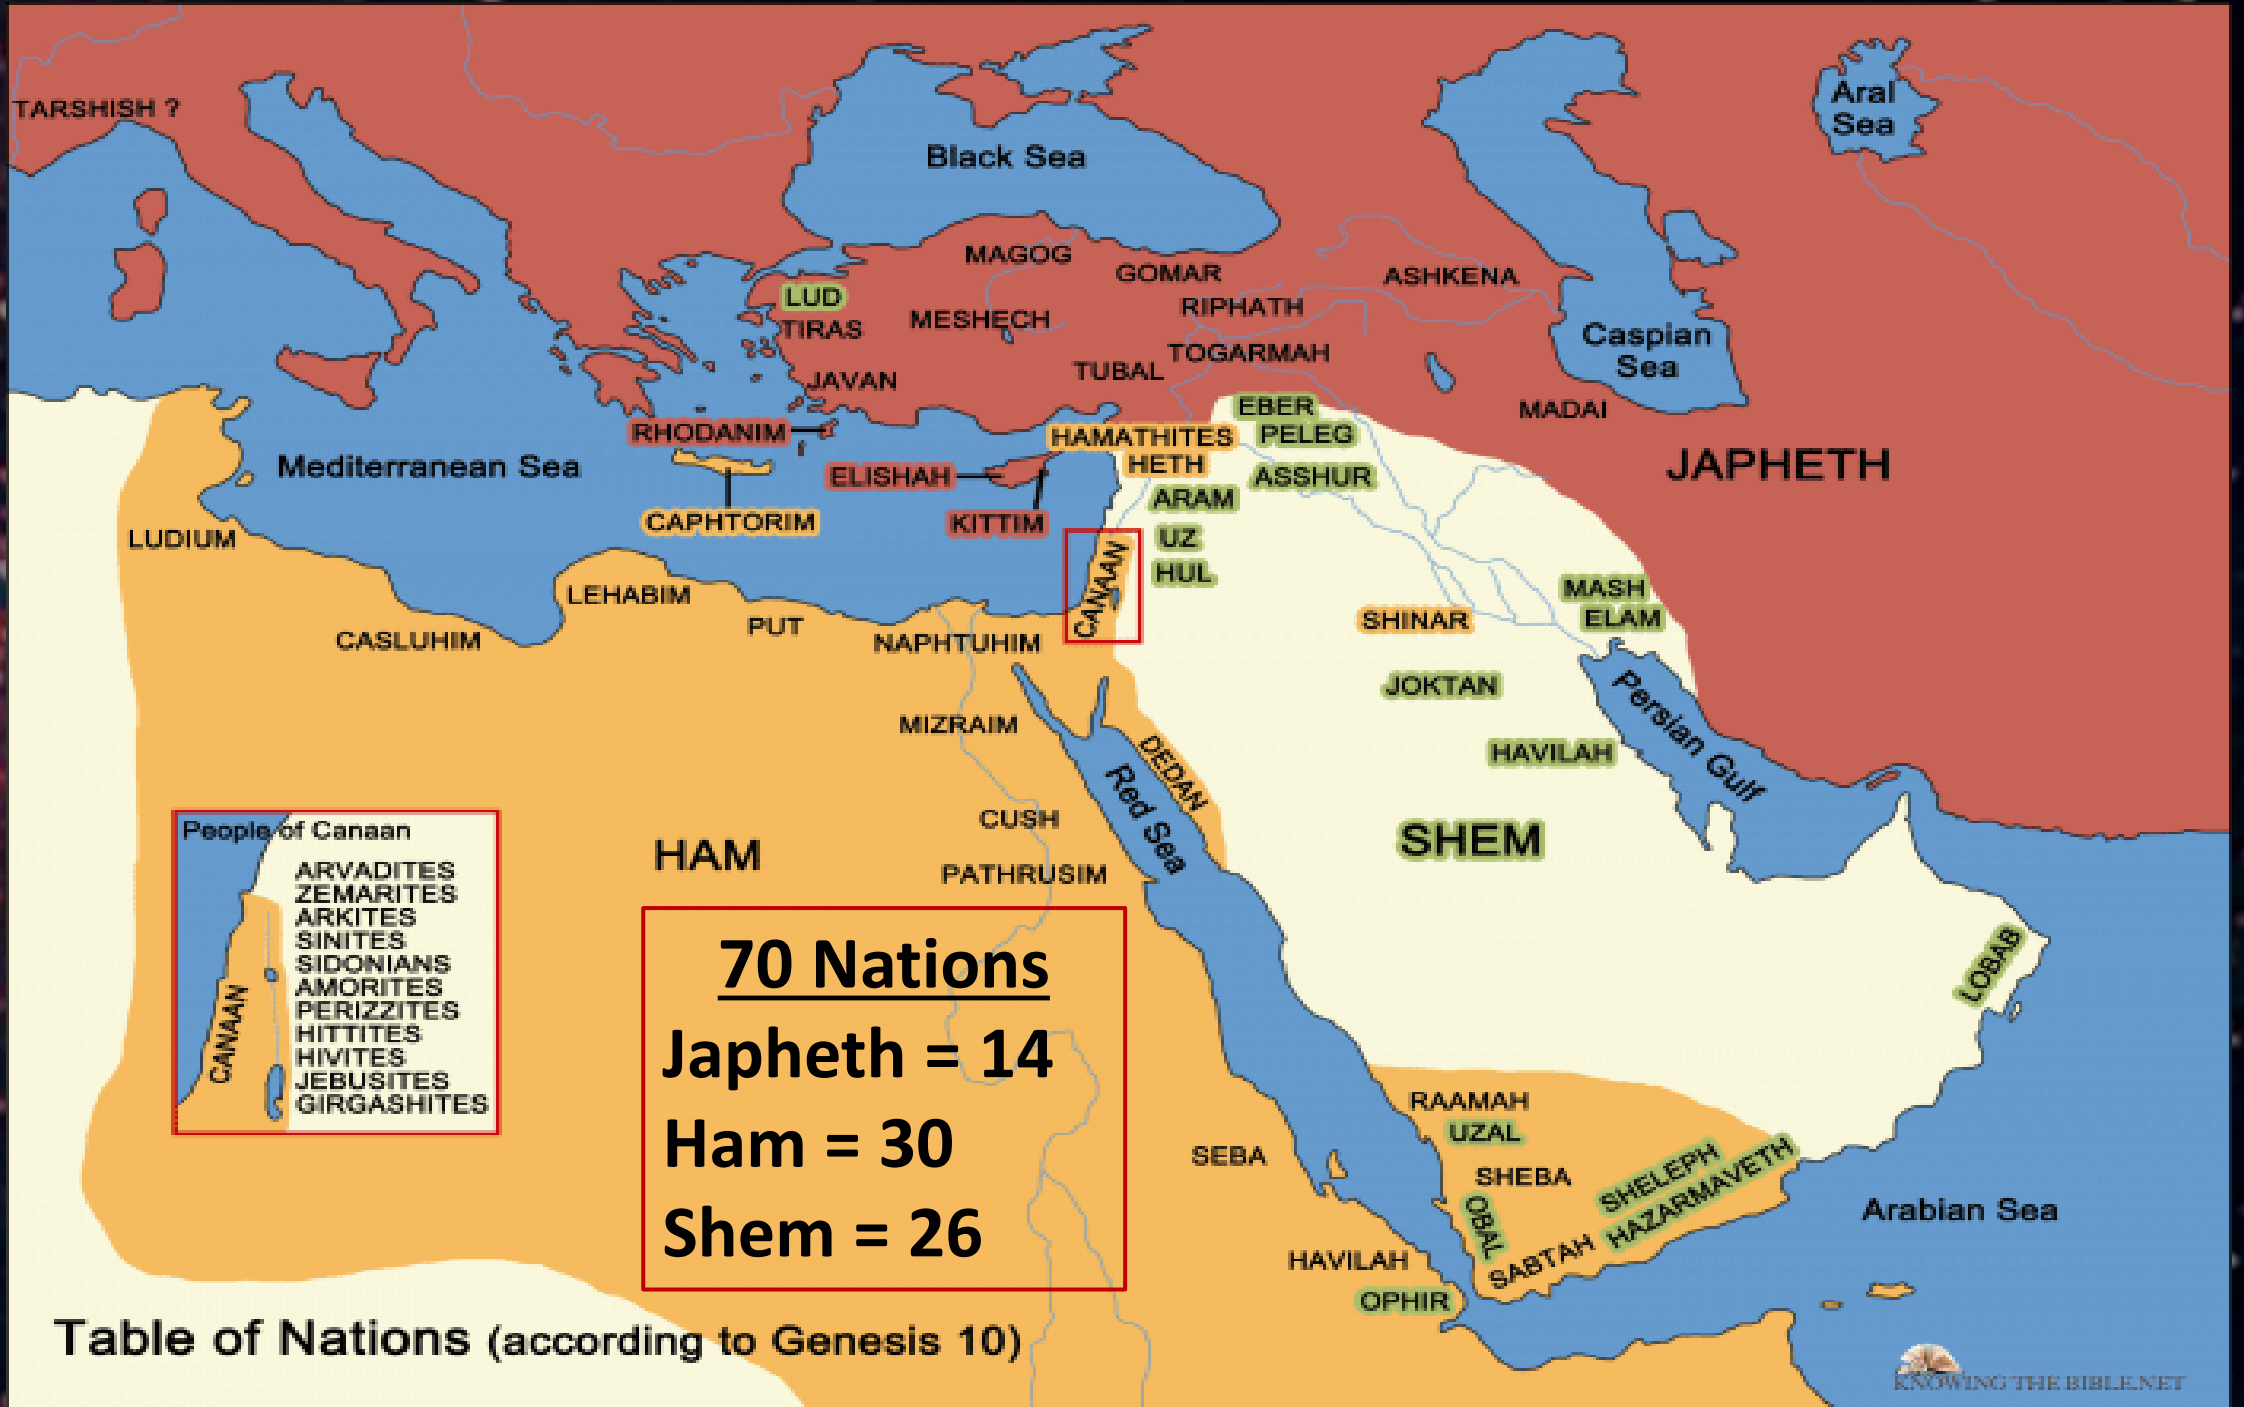 TARSHISH ?
Black Sea
Aral
Sea
MAGOG
GOMAR
ASHKENA
LUD
RIPHATH
TIRAS
MESHECH
TOGARMAH
Caspian
Sea
TUBAL
JAVAN
MADAI
EBER
RHODANIM
HAMATHITES
PELEG
JAPHETH
Mediterranean Sea
HETH
ELISHAH
ASSHUR
ARAM
CAPHTORIM
KITTIM
LUDIUM
UZ
HUL
CANAAN
LEHABIM
MASH
PUT
SHINAR
ELAM
CASLUHIM
NAPHTUHIM
JOKTAN
MIZRAIM
Persian Gulf
DEDAN
HAVILAH
Red Sea
CUSH
HAM
SHEM
PATHRUSIM
People of Canaan
ARVADITES
ZEMARITES
ARKITES
SINITES
SIDONIANS
AMORITES
PERIZZITES
HITTITES
HIVITES
JEBUSITES
GIRGASHITES
CANAAN
70 Nations
Japheth = 14
Ham = 30
Shem = 26
LOBAB
RAAMAH
UZAL
SEBA
SHEBA
SHELEPH
HAZARMAVETH
OBAL
SABTAH
Arabian Sea
HAVILAH
OPHIR
Table of Nations (according to Genesis 10)
KNOWING THE BIBLE.NET